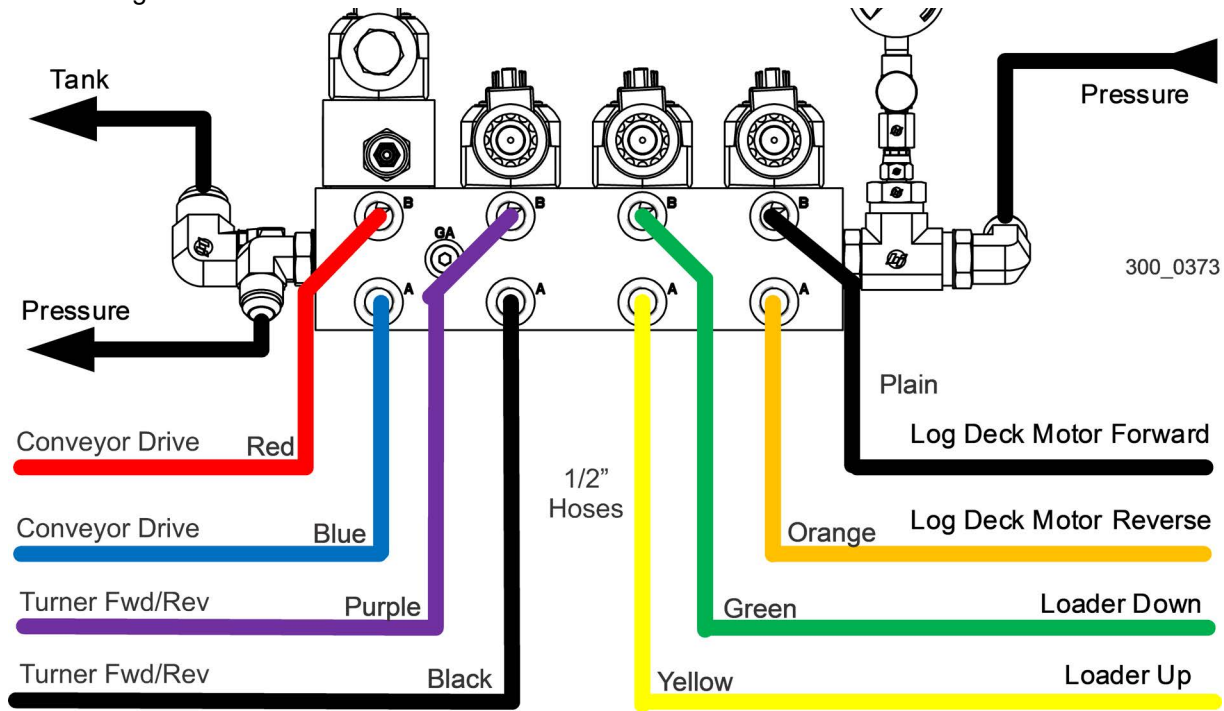 Tank
Pressure
B
B
B
B
GA
300_0373
A
A
A
A
Pressure
Plain
Conveyor Drive
Red
Log Deck Motor Forward
1/2”
Hoses
Conveyor Drive
Blue
Orange
Log Deck Motor Reverse
Turner Fwd/Rev
Purple
Green
Loader Down
Turner Fwd/Rev
Black
Yellow
Loader Up